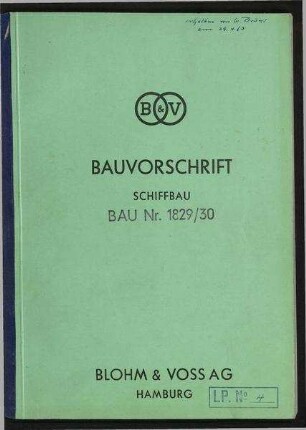 B & V
BAUVORSCHRIFT
SCHIFFBAU
BAU Nr. 1829/30
BLOHM & VOSS AG
HAMBURG
LP. No 4